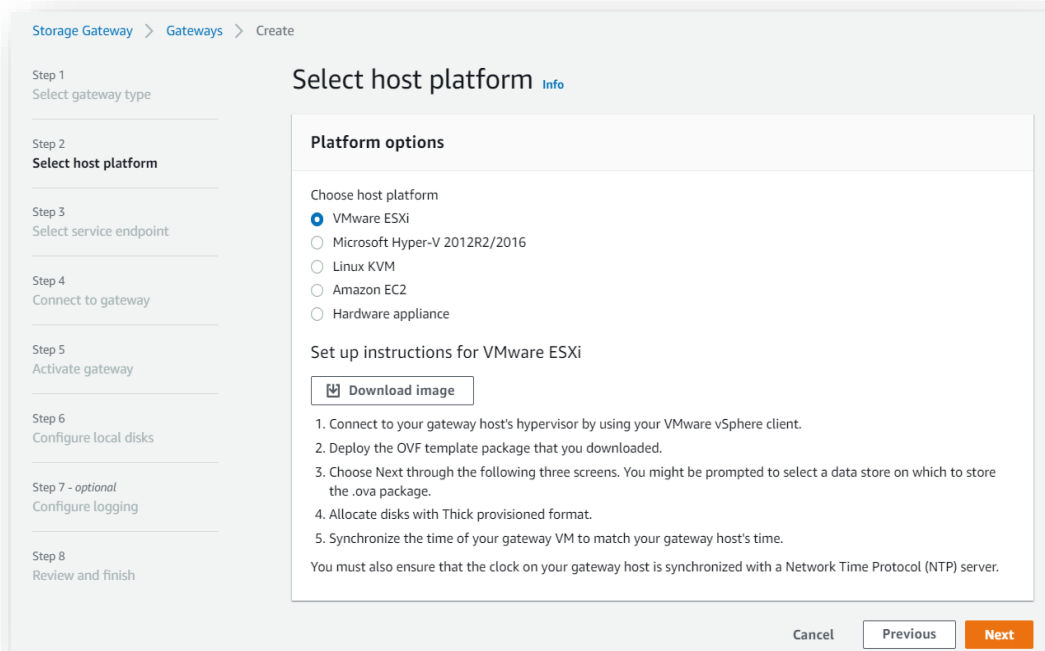 Storage Gateway > Gateways > Create
Step 1
Select gateway type
Step 2
Select host platform
Step 3
Select service endpoint
Step 4
Connect to gateway
Step 5
Activate gateway
Step 6
Configure local disks
Step 7 - optional
Configure logging
Step 8
Review and finish
Select host platform Info
Platform options
Choose host platform
VMware ESXi
Microsoft Hyper-V 2012R2/2016
Linux KVM
Amazon EC2
Hardware appliance
Set up instructions for VMware ESXi
Download image
1. Connect to your gateway host's hypervisor by using your VMware vSphere client.
2. Deploy the OVF template package that you downloaded.
3. Choose Next through the following three screens. You might be prompted to select a data store on which to store
the .ova package.
4. Allocate disks with Thick provisioned format.
5. Synchronize the time of your gateway VM to match your gateway host's time.
You must also ensure that the clock on your gateway host is synchronized with a Network Time Protocol (NTP) server.
Cancel Previous Next